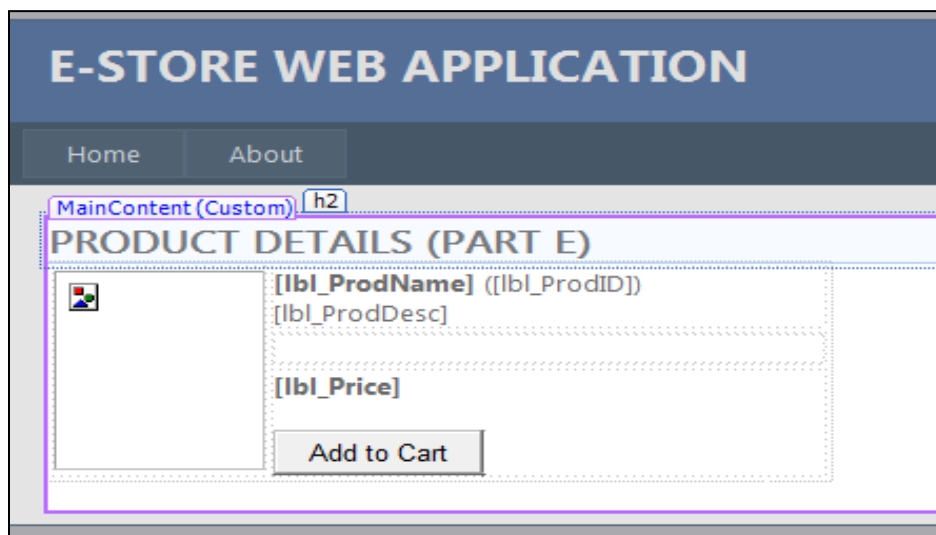 E-STORE WEB APPLICATION
Home About
MainContent (Custom) h2
PRODUCT DETAILS (PART E)
[lbl_ProdName] ([lbl_ProdID])
[lbl_ProdDesc]
[lbl_Price]
Add to Cart